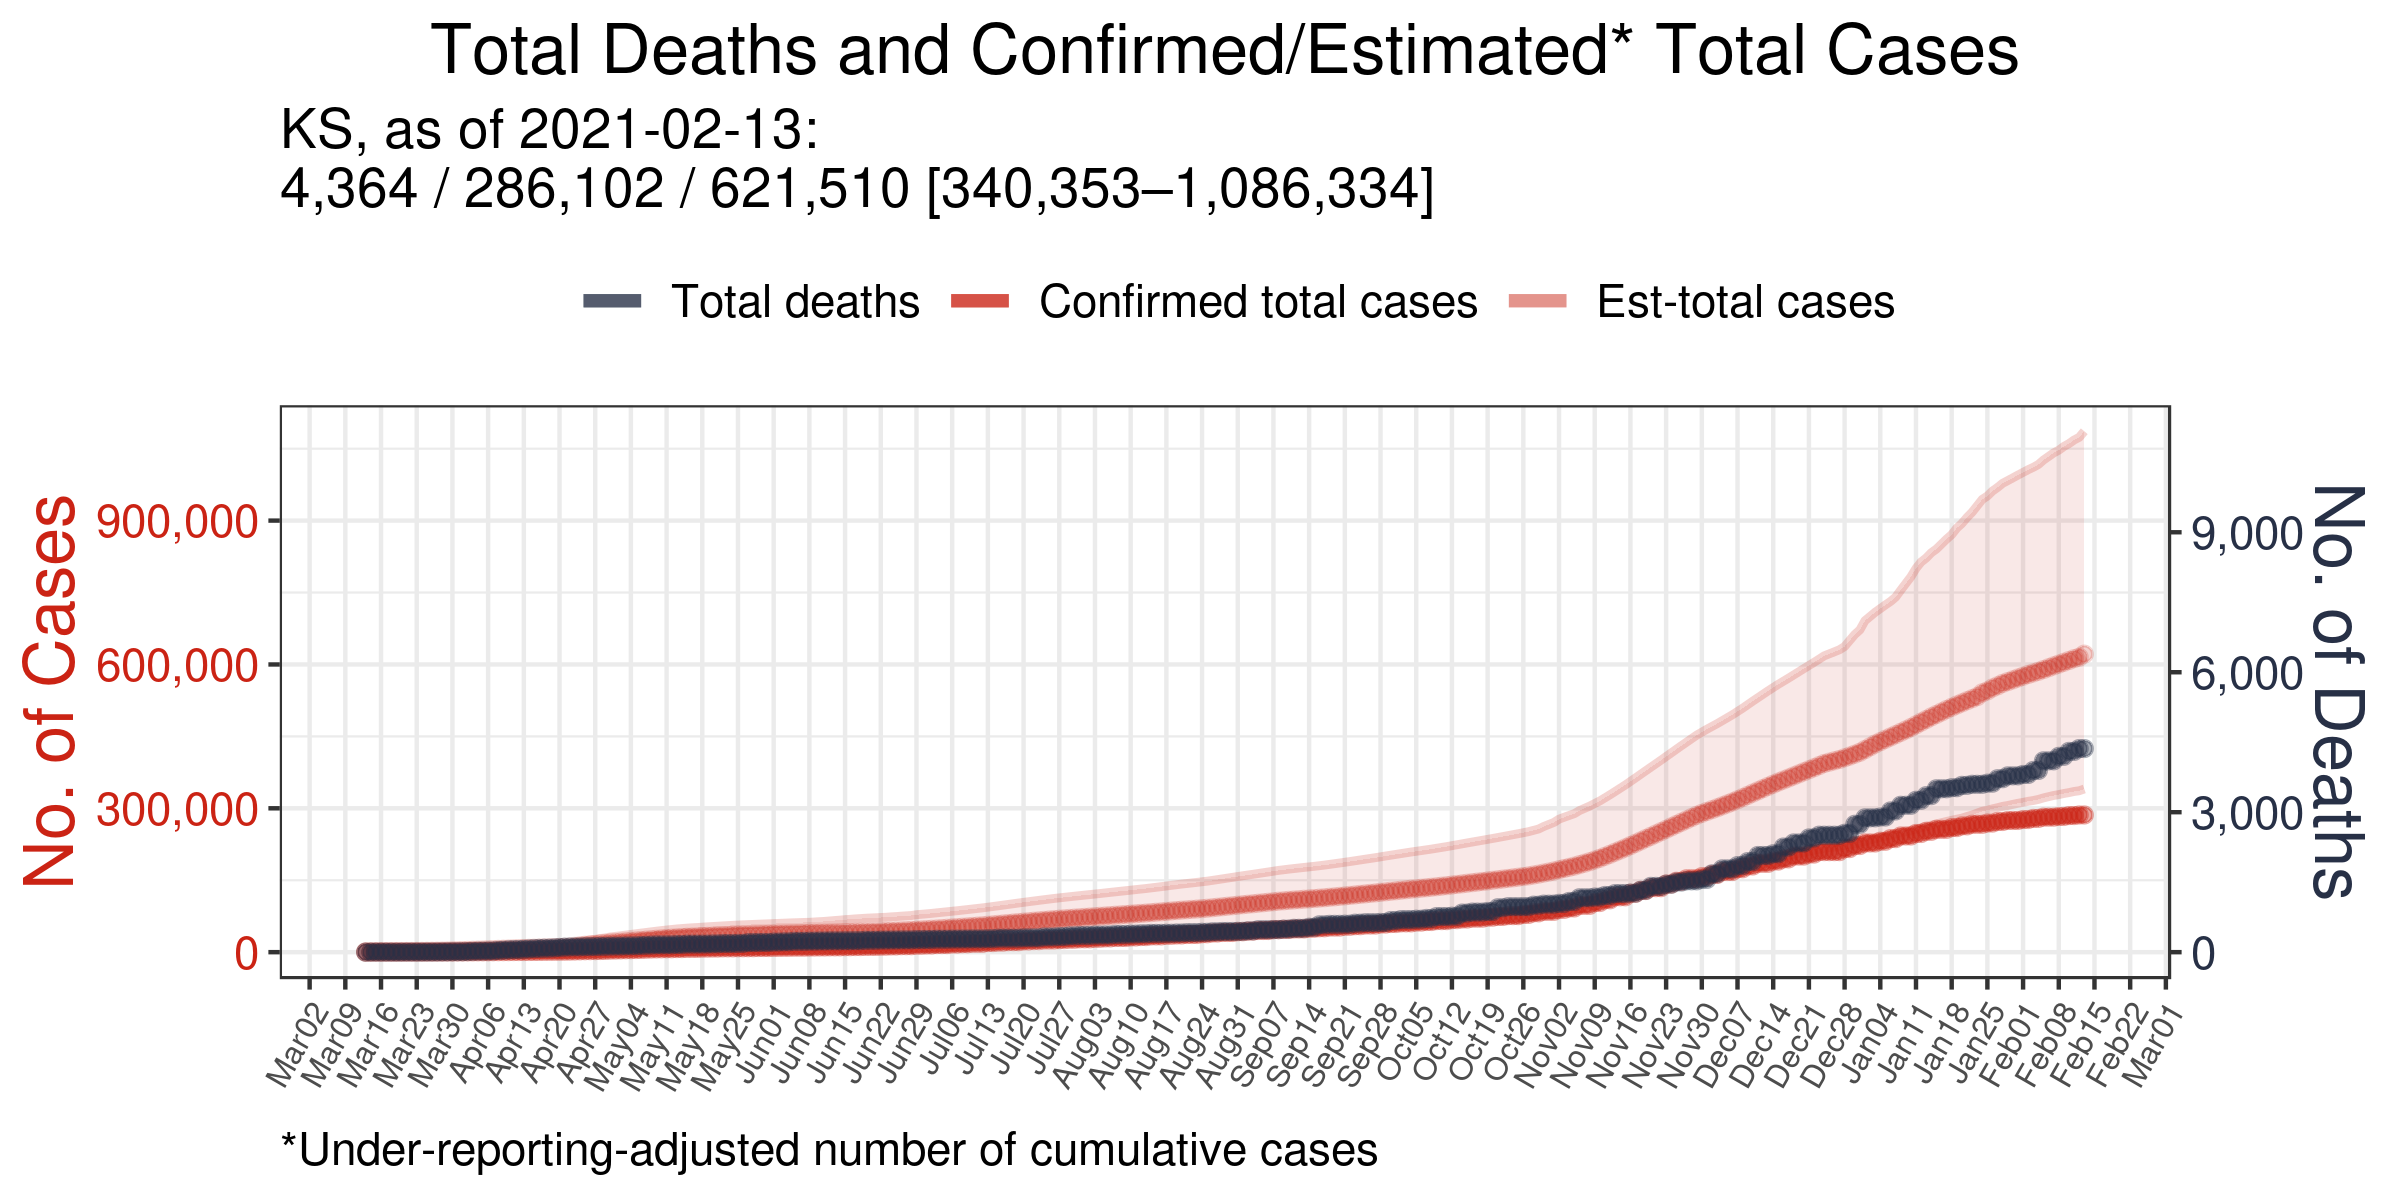 Total Deaths and Confirmed/Estimated* Total Cases
KS, as of 2021-02-13:
4,364 / 286,102 / 621,510 [340,353–1,086,334]
Total deaths
Confirmed total cases
Est-total cases
No. of Cases
900,000
600,000
300,000
0
9,000
6,000
3,000
0
No. of Deaths
Mar02
Mar09
Mar16
Mar23
Mar30
Apr06
Apr13
Apr20
Apr27
May04
May11
May18
May25
Jun01
Jun08
Jun15
Jun22
Jun29
Jul06
Jul13
Jul20
Jul27
Aug03
Aug10
Aug17
Aug24
Aug31
Sep07
Sep14
Sep21
Sep28
Oct05
Oct12
Oct19
Oct26
Nov02
Nov09
Nov16
Nov23
Nov30
Dec07
Dec14
Dec21
Dec28
Jan04
Jan11
Jan18
Jan25
Feb01
Feb08
Feb15
Feb22
Mar01
*Under-reporting-adjusted number of cumulative cases